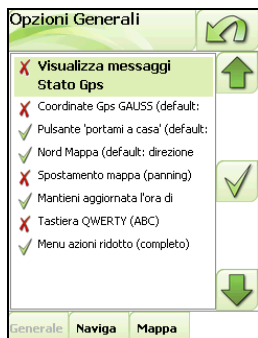 Opzioni Generali
Visualizza messaggi
Stato Gps
Coordinate Gps GAUSS (default:
Pulsante 'portami a casa' (default:
Nord Mappa (default: direzione
Spostamento mappa (panning)
Mantieni aggiornata l'ora di
Tastiera QWERTY (ABC)
Menu azioni ridotto (completo)
Generale Naviga Mappa